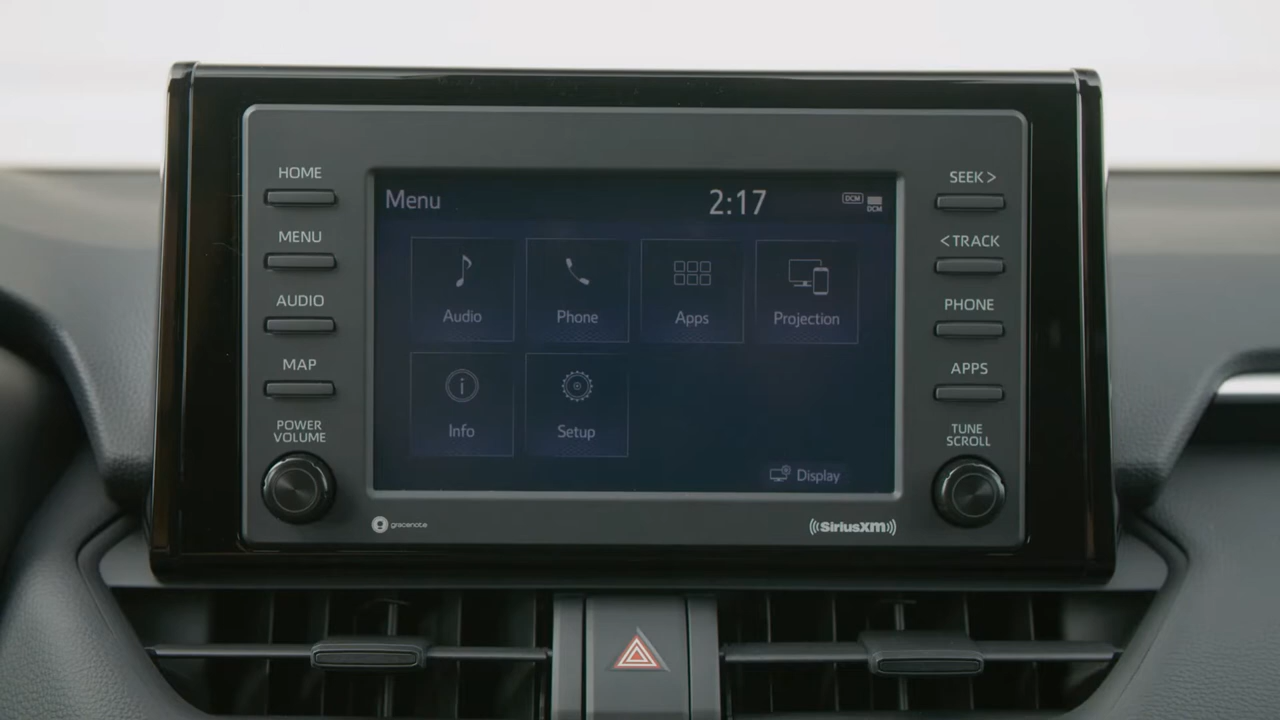 HOME
MENU
AUDIO
MAP
POWER
VOLUME
Menu
2:17
DCM
DCM
Audio
Phone
Apps
Projection
Info
Setup
Display
SEEK >
< TRACK
PHONE
APPS
TUNE
SCROLL
gracenote
((SiriusXM))